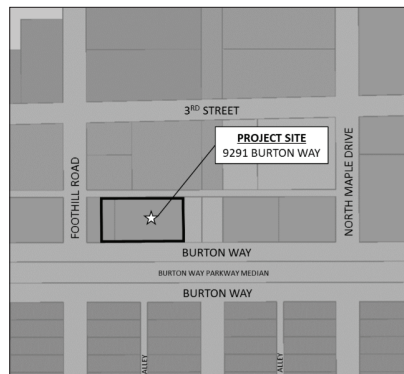 3RD STREET
PROJECT SITE
9291 BURTON WAY
FOOTHILL ROAD
NORTH MAPLE DRIVE
BURTON WAY
BURTON WAY PARKWAY MEDIAN
BURTON WAY
ALLEY
ALLEY